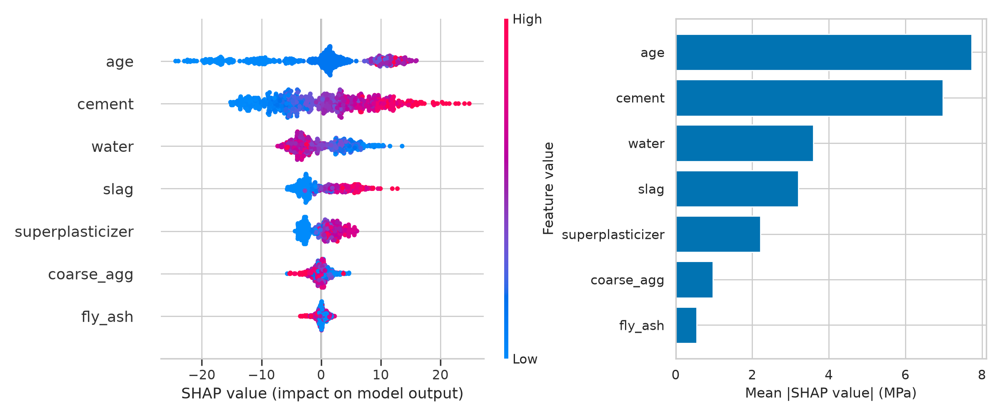 High
age
cement
water
slag
superplasticizer
coarse_agg
fly_ash
Low
Feature value
−20
−10
0
10
20
SHAP value (impact on model output)
age
cement
water
slag
superplasticizer
coarse_agg
fly_ash
0
2
4
6
8
Mean |SHAP value| (MPa)